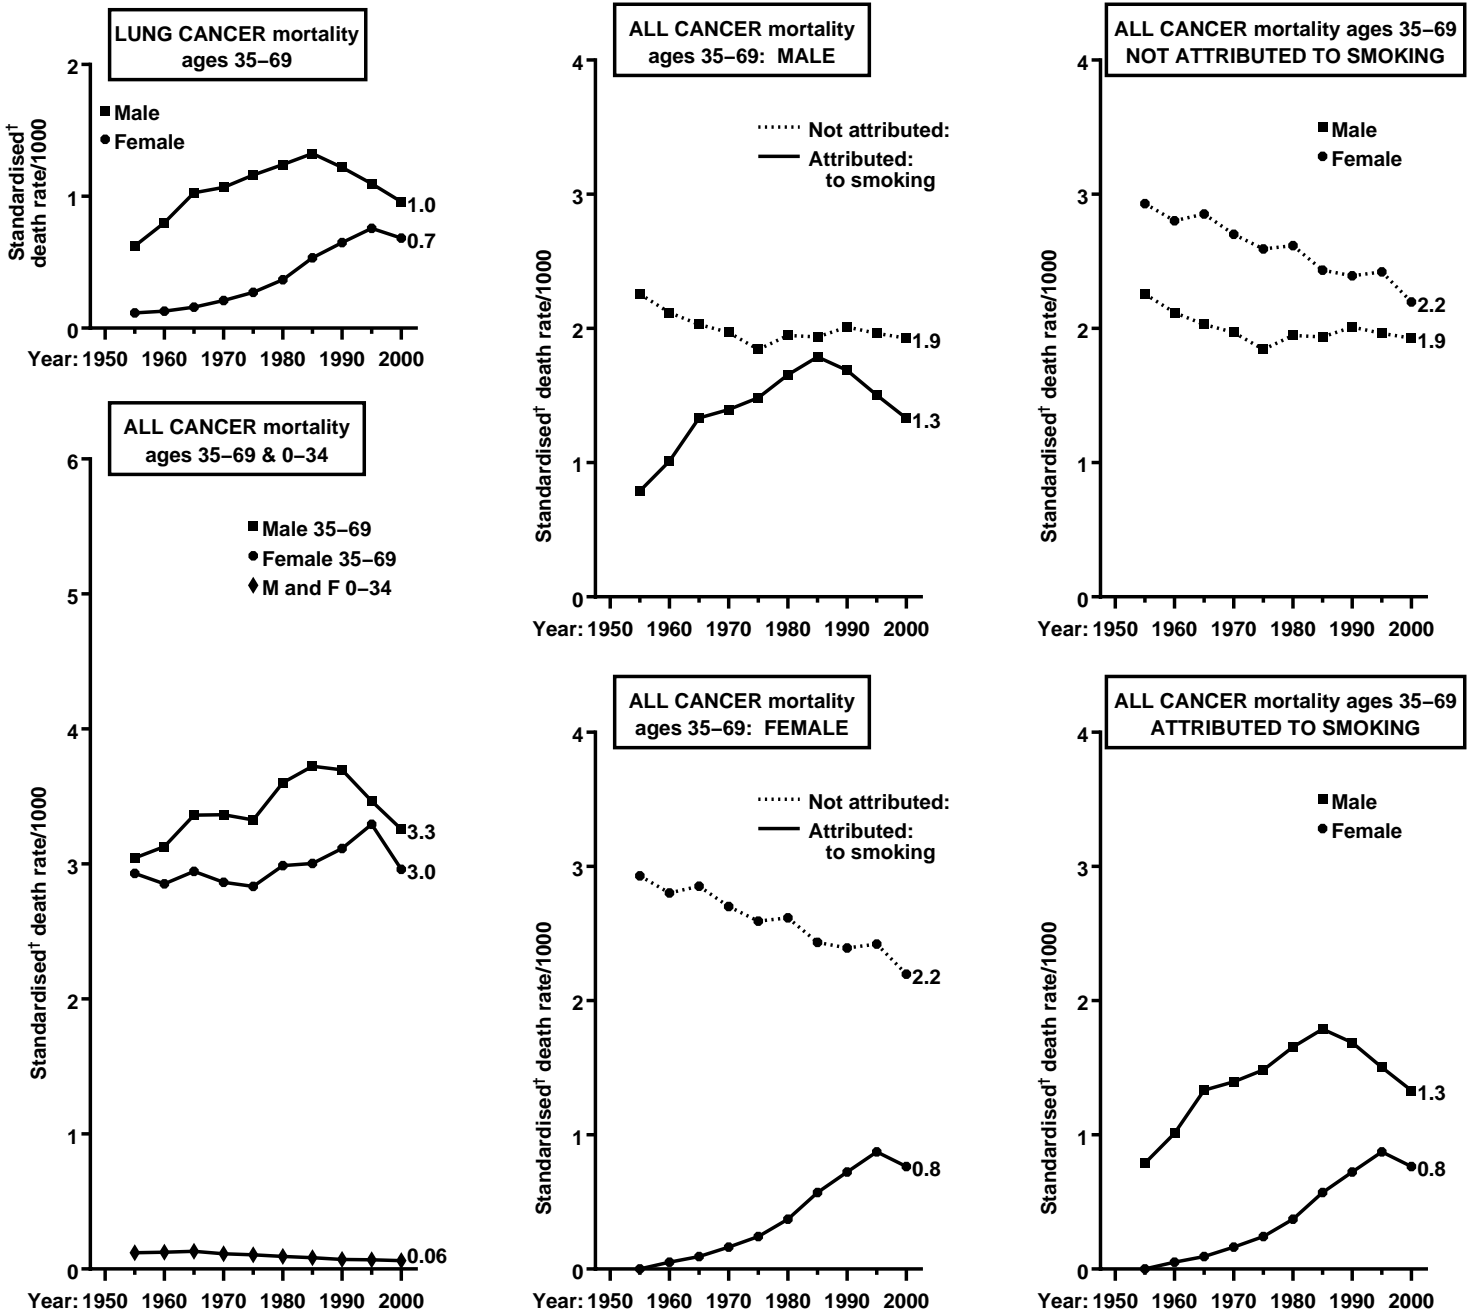 LUNG CANCER mortality
ages 35–69
2
1
0
Standardised†
death rate/1000
Male
Female
1.0
0.7
Year: 1950 1960 1970 1980 1990 2000
ALL CANCER mortality
ages 35–69 & 0–34
6
5
4
3
2
1
0
Standardised† death rate/1000
Male 35–69
Female 35–69
M and F 0–34
3.3
3.0
0.06
Year: 1950 1960 1970 1980 1990 2000
ALL CANCER mortality
ages 35–69: MALE
4
3
2
1
0
Standardised† death rate/1000
Not attributed:
Attributed:
to smoking
1.9
1.3
Year: 1950 1960 1970 1980 1990 2000
ALL CANCER mortality
ages 35–69: FEMALE
4
3
2
1
0
Standardised† death rate/1000
Not attributed:
Attributed:
to smoking
2.2
0.8
Year: 1950 1960 1970 1980 1990 2000
ALL CANCER mortality ages 35–69
NOT ATTRIBUTED TO SMOKING
4
3
2
1
0
Standardised† death rate/1000
Male
Female
2.2
1.9
Year: 1950 1960 1970 1980 1990 2000
ALL CANCER mortality ages 35–69
ATTRIBUTED TO SMOKING
4
3
2
1
0
Standardised† death rate/1000
Male
Female
1.3
0.8
Year: 1950 1960 1970 1980 1990 2000